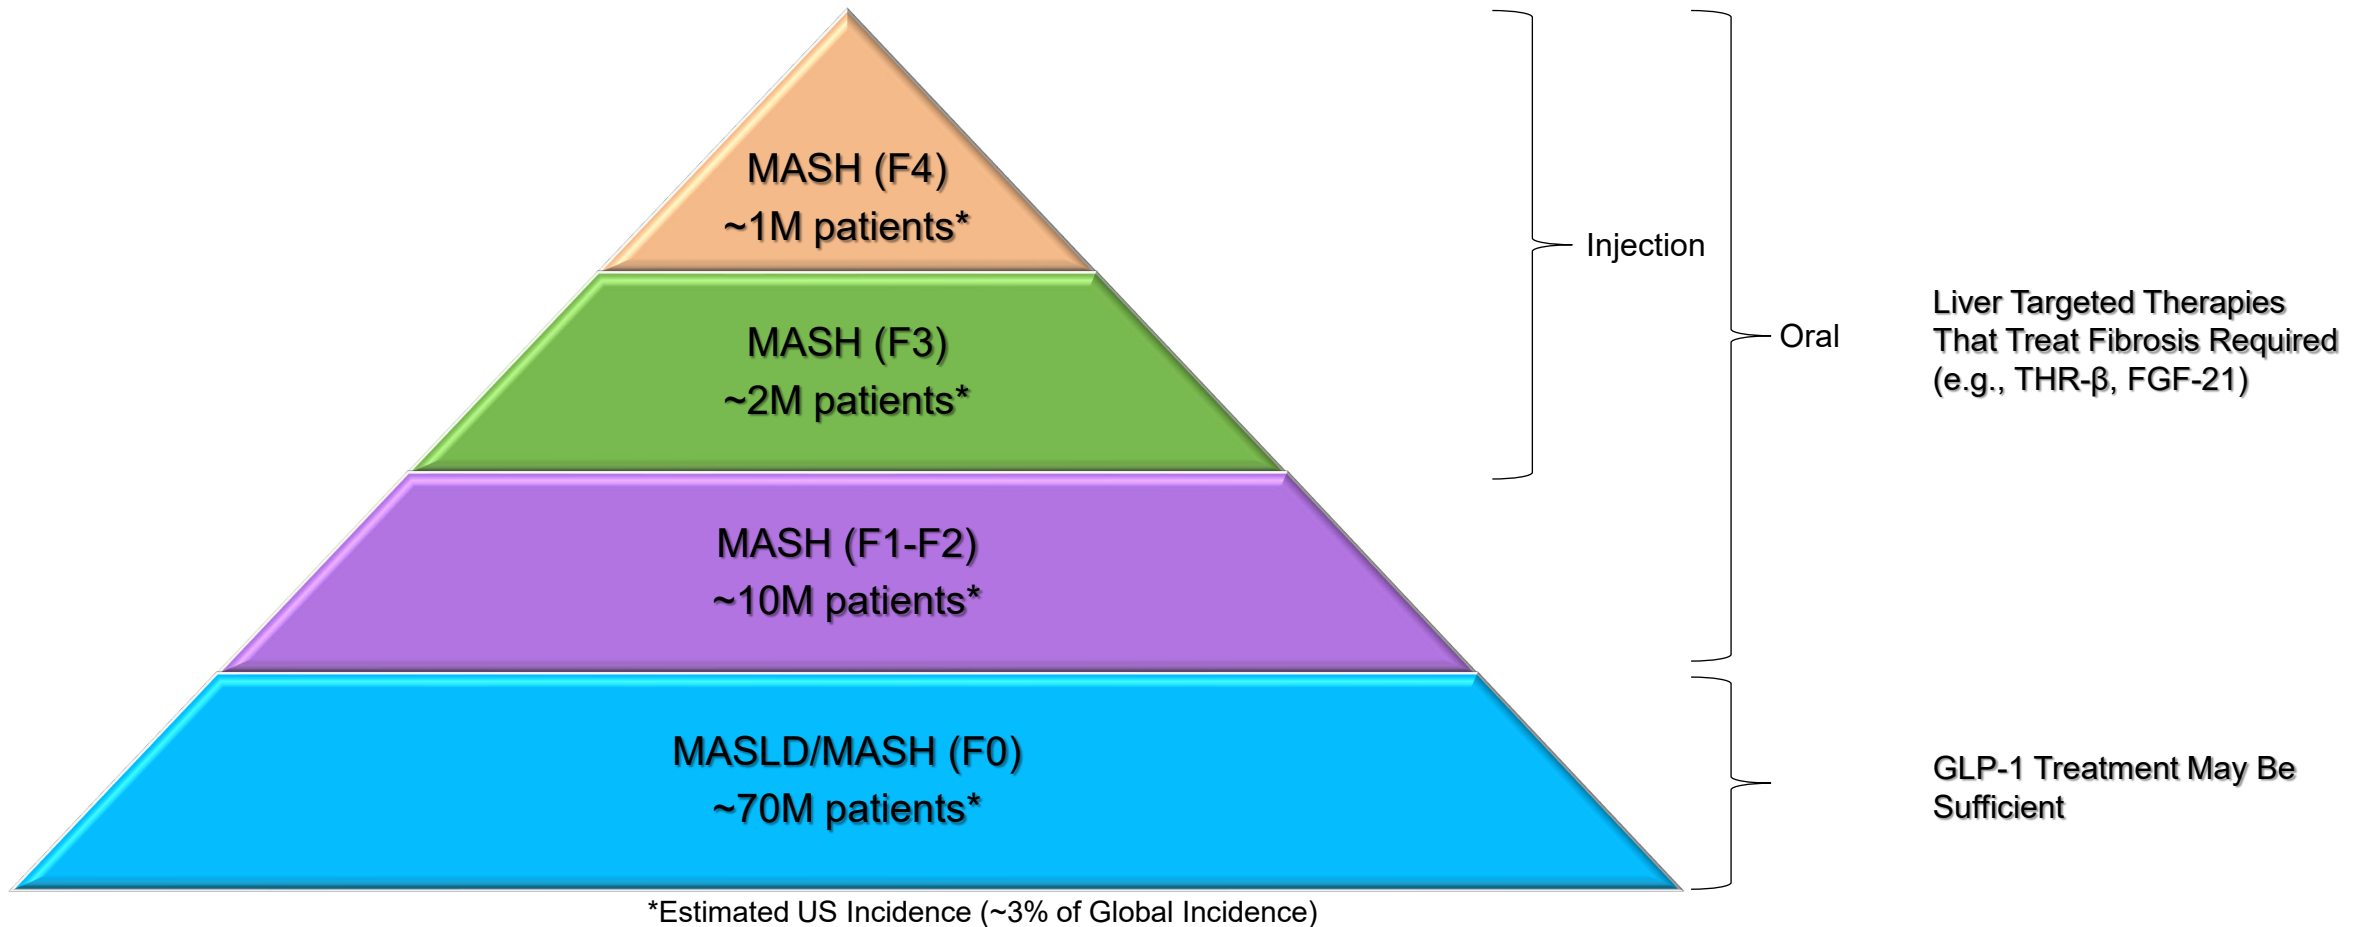 MASH (F4)
~1M patients*
MASH (F3)
~2M patients*
MASH (F1-F2)
~10M patients*
MASLD/MASH (F0)
~70M patients*
*Estimated US Incidence (~3% of Global Incidence)
Injection
Oral
Liver Targeted Therapies
That Treat Fibrosis Required
(e.g., THR-β, FGF-21)
GLP-1 Treatment May Be
Sufficient